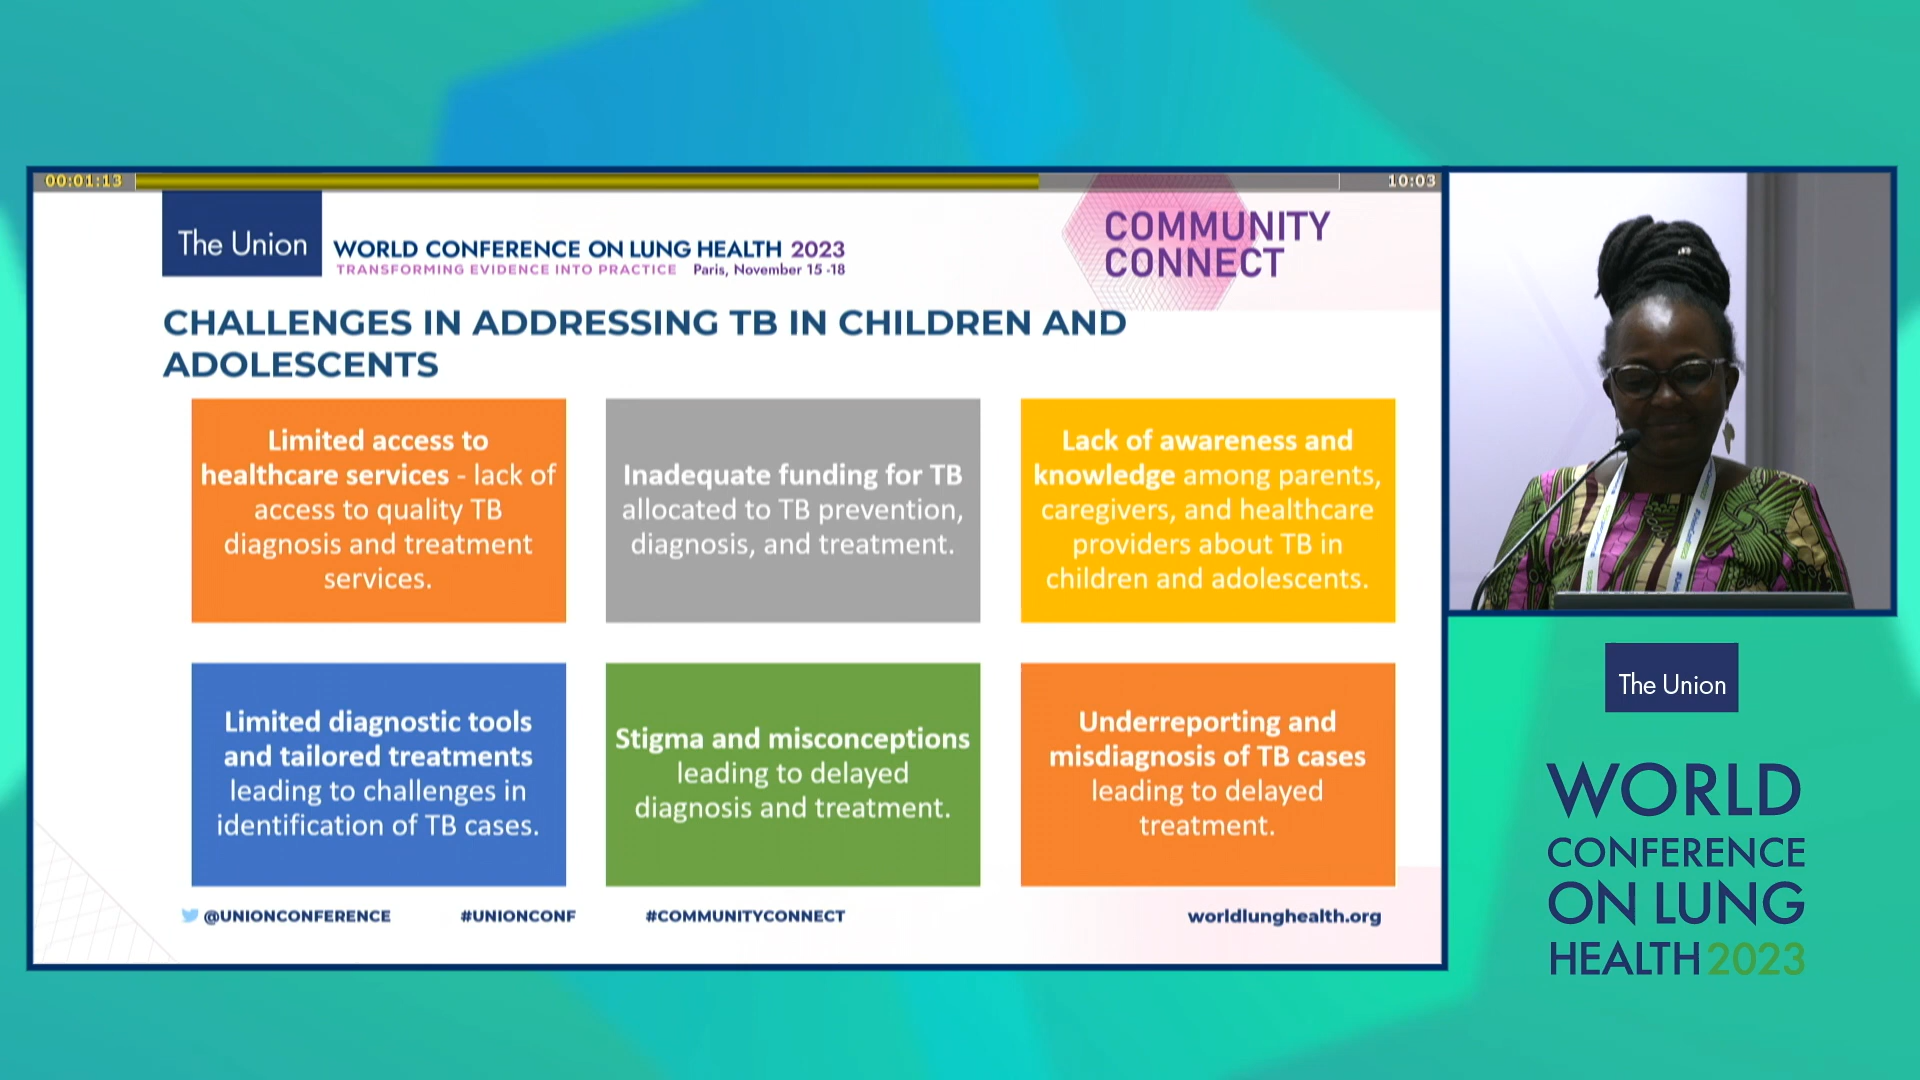 00:01:13
10:03
The Union
WORLD CONFERENCE ON LUNG HEALTH 2023
TRANSFORMING EVIDENCE INTO PRACTICE Paris, November 15 -18
COMMUNITY
CONNECT
CHALLENGES IN ADDRESSING TB IN CHILDREN AND
ADOLESCENTS
Limited access to
healthcare services - lack of
access to quality TB
diagnosis and treatment
services.
Inadequate funding for TB
allocated to TB prevention,
diagnosis, and treatment.
Lack of awareness and
knowledge among parents,
caregivers, and healthcare
providers about TB in
children and adolescents.
Limited diagnostic tools
and tailored treatments
leading to challenges in
identification of TB cases.
Stigma and misconceptions
leading to delayed
diagnosis and treatment.
Underreporting and
misdiagnosis of TB cases
leading to delayed
treatment.
@UNIONCONFERENCE
#UNIONCONF
#COMMUNITYCONNECT
worldlunghealth.org
The Union
WORLD
CONFERENCE
ON LUNG
HEALTH 2023